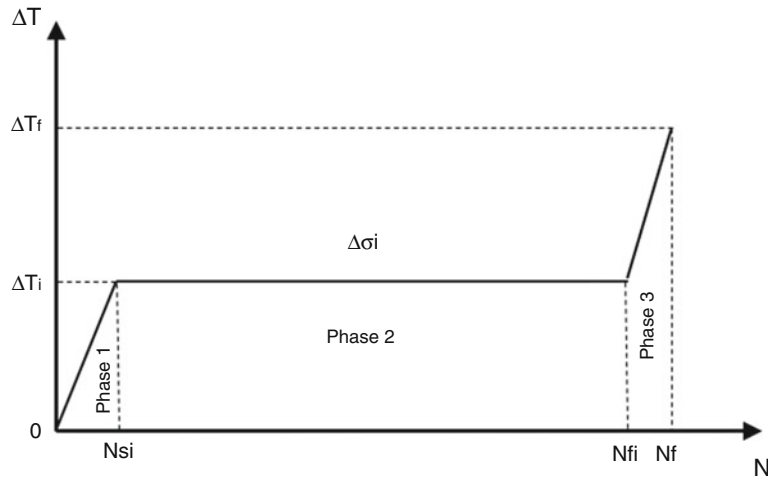 ΔT
ΔTf
Δσi
ΔTi
Phase 1
Phase 2
Phase 3
0
Nsi
Nfi
Nf
N